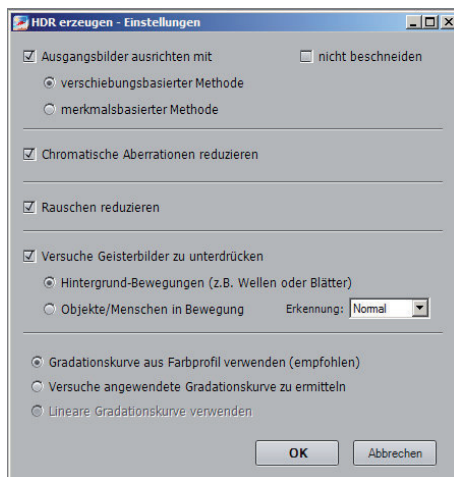 HDR erzeugen - Einstellungen
Ausgangsbilder ausrichten mit nicht beschneiden
verschiebungsbasierter Methode
merkmalsbasierter Methode
Chromatische Aberrationen reduzieren
Rauschen reduzieren
Versuche Geisterbilder zu unterdrücken
Hintergrund-Bewegungen (z.B. Wellen oder Blätter)
Objekte/Menschen in Bewegung Erkennung: Normal
Gradationskurve aus Farbprofil verwenden (empfohlen)
Versuche angewendete Gradationskurve zu ermitteln
Lineare Gradationskurve verwenden
OK Abbrechen